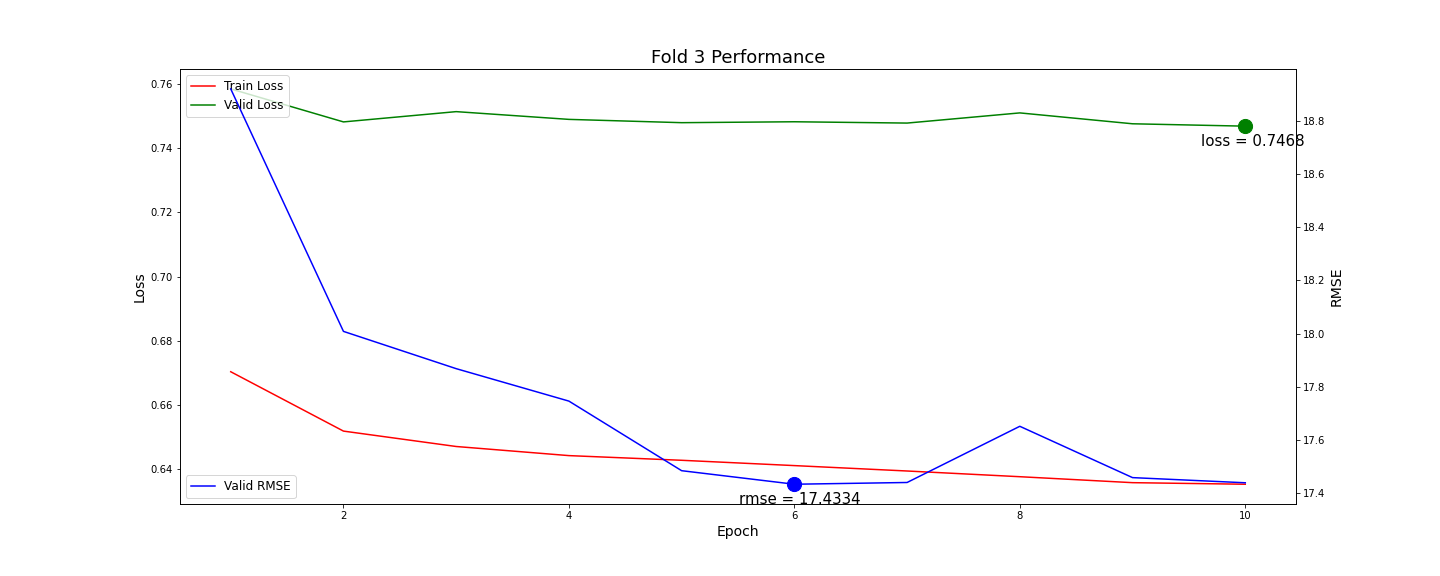 Fold 3 Performance
Train Loss
Valid Loss
Valid RMSE
0.76
0.74
0.72
0.70
0.68
0.66
0.64
Loss
18.8
18.6
18.4
18.2
18.0
17.8
17.6
17.4
RMSE
loss = 0.7468
rmse = 17.4334
2 4 6 8 10
Epoch